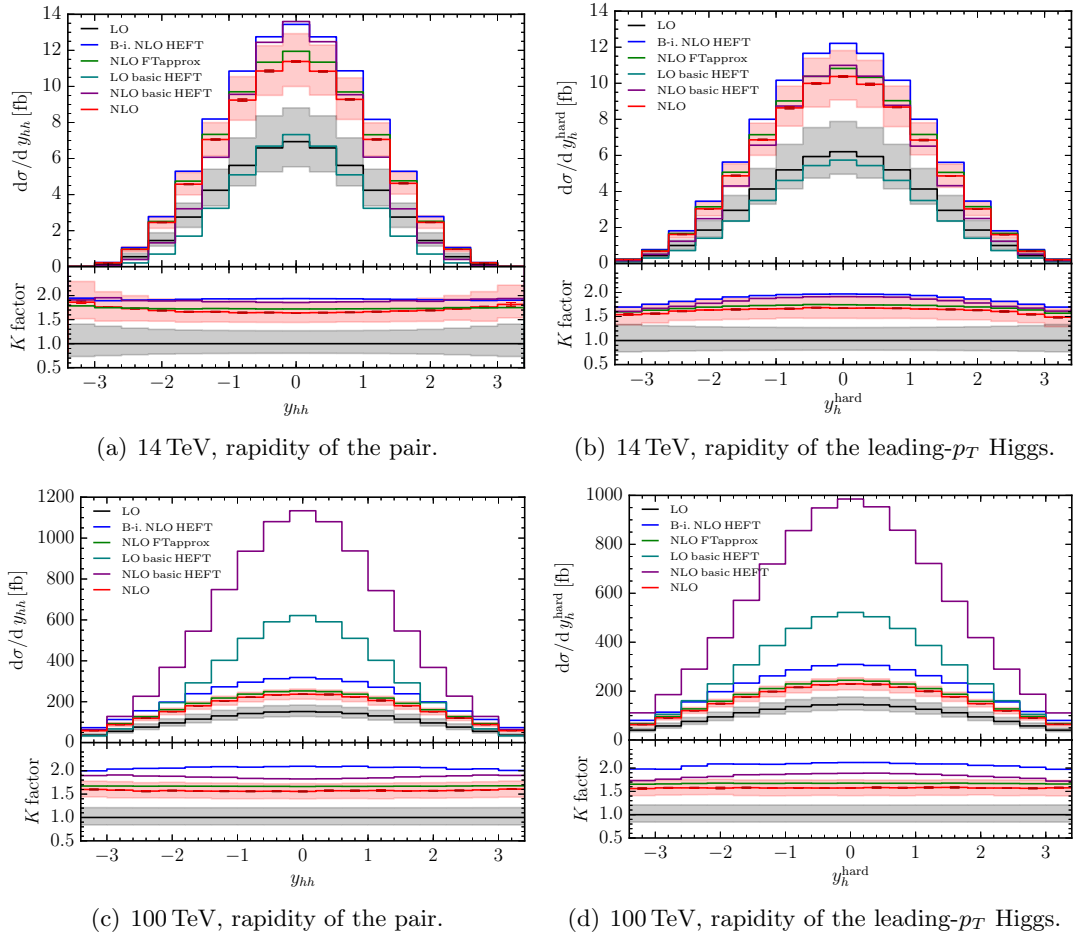 14
12
10
8
6
4
2
0
dσ/d y_{hh} [fb]
LO
B-i. NLO HEFT
NLO FTapprox
LO basic HEFT
NLO basic HEFT
NLO
2.0
1.5
1.0
0.5
K factor
−3 −2 −1 0 1 2 3
y_{hh}
(a) 14 TeV, rapidity of the pair.
14
12
10
8
6
4
2
0
dσ/d y_h^{hard} [fb]
LO
B-i. NLO HEFT
NLO FTapprox
LO basic HEFT
NLO basic HEFT
NLO
2.0
1.5
1.0
0.5
K factor
−3 −2 −1 0 1 2 3
y_h^{hard}
(b) 14 TeV, rapidity of the leading-p_T Higgs.
1200
1000
800
600
400
200
0
dσ/d y_{hh} [fb]
LO
B-i. NLO HEFT
NLO FTapprox
LO basic HEFT
NLO basic HEFT
NLO
2.0
1.5
1.0
0.5
K factor
−3 −2 −1 0 1 2 3
y_{hh}
(c) 100 TeV, rapidity of the pair.
1000
800
600
400
200
0
dσ/d y_h^{hard} [fb]
LO
B-i. NLO HEFT
NLO FTapprox
LO basic HEFT
NLO basic HEFT
NLO
2.0
1.5
1.0
0.5
K factor
−3 −2 −1 0 1 2 3
y_h^{hard}
(d) 100 TeV, rapidity of the leading-p_T Higgs.